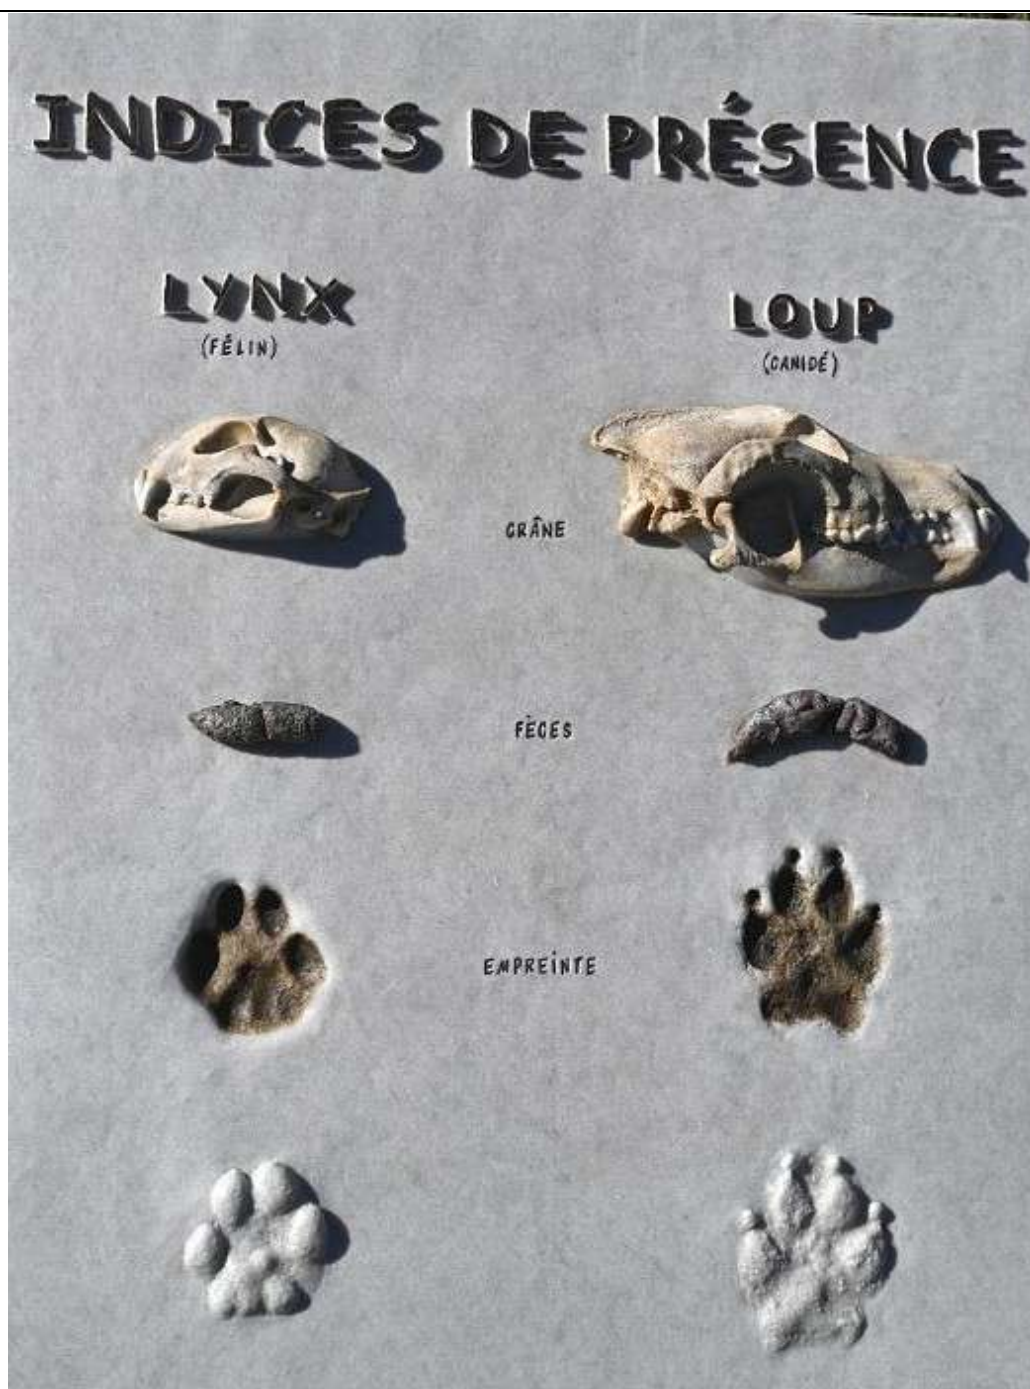 INDICES DE PRÉSENCE
LYNX
(FÉLIN)
LOUP
(CANIDÉ)
CRÂNE
FÈCES
EMPREINTE